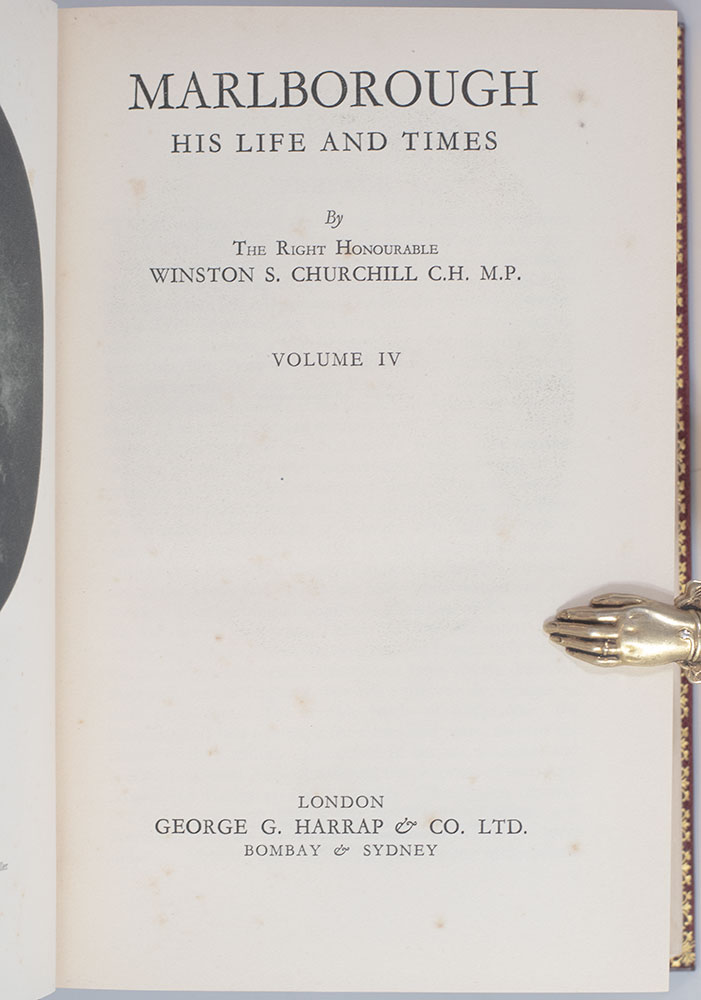 MARLBOROUGH
HIS LIFE AND TIMES
By
THE RIGHT HONOURABLE
WINSTON S. CHURCHILL C.H. M.P.
VOLUME IV
LONDON
GEORGE G. HARRAP & CO. LTD.
BOMBAY & SYDNEY